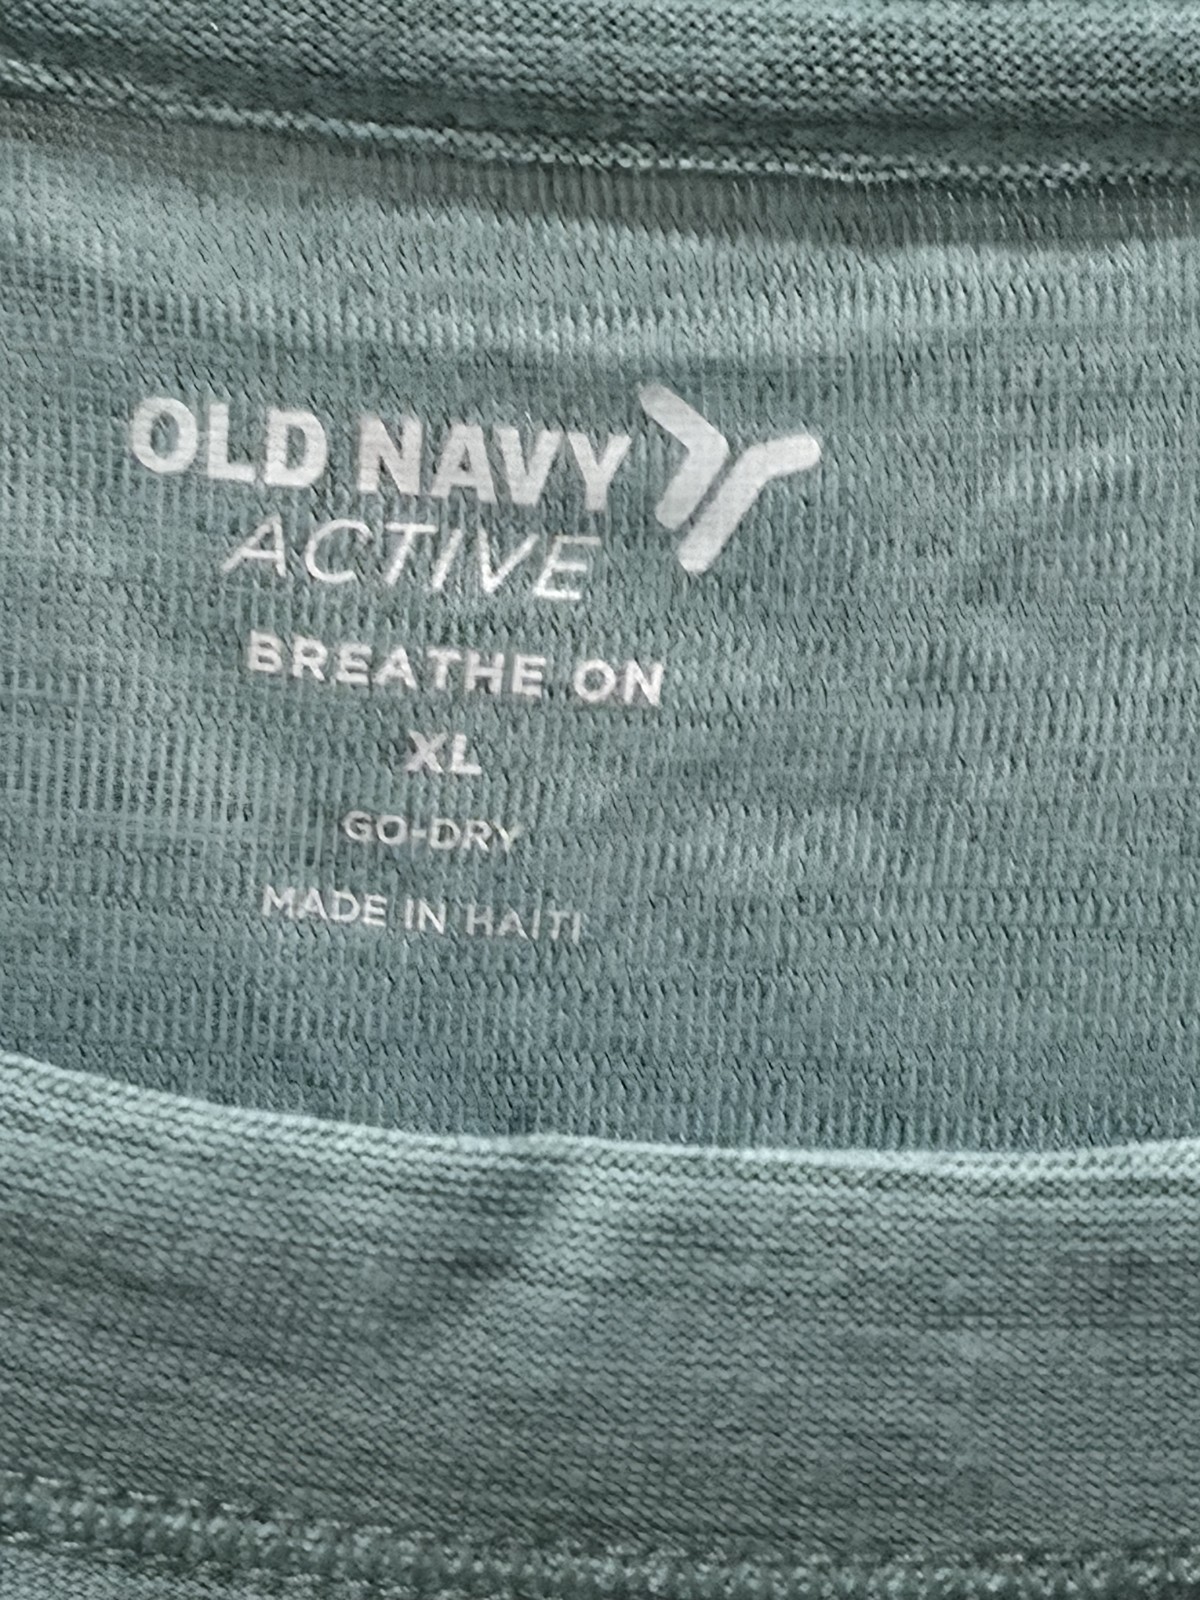 OLD NAVY
ACTIVE
BREATHE ON
XL
GO-DRY
MADE IN HAITI